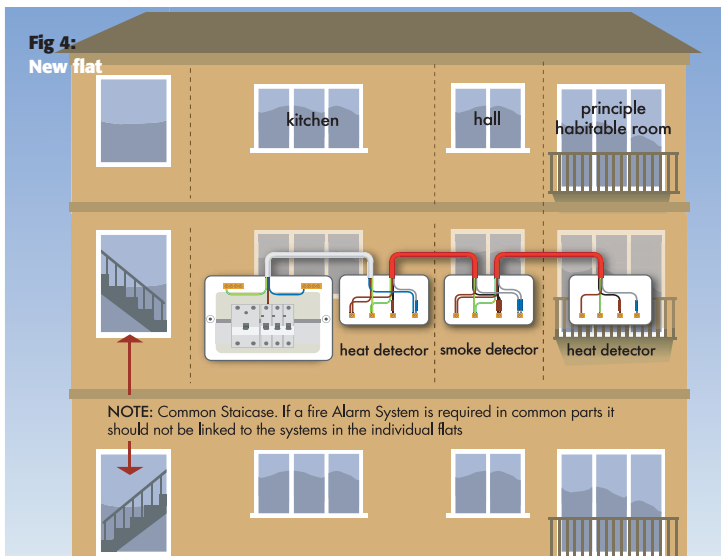 Fig 4:
New flat
kitchen
hall
principle
habitable room
heat detector
smoke detector
heat detector
NOTE: Common Staicase. If a fire Alarm System is required in common parts it
should not be linked to the systems in the individual flats